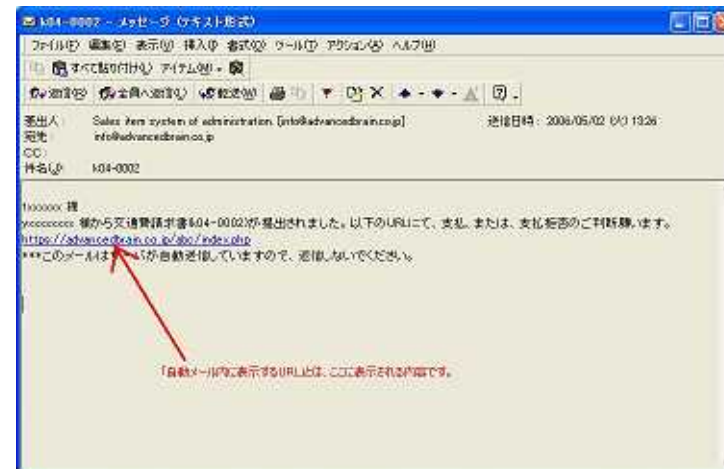 k04-0002 - メッセージ (テキスト形式)
ファイル(F) 編集(E) 表示(V) 挿入(I) 書式(O) ツール(T) アクション(A) ヘルプ(H)
すべて貼り付け(L) アイテム(W)
返信(R) 全員へ返信(L) 転送(W)
差出人: Sales item system of administration. [info@advancedbrain.co.jp] 送信日時: 2006/05/02 (火) 13:26
宛先: info@advancedbrain.co.jp
CC:
件名(J): k04-0002
様
様から交通費請求書(k04-0002)が提出されました。以下のURLにて、支払、または、支払拒否のご判断願います。
https://advancedbrain.co.jp/abc/index.php
***このメールは が自動送信していますので、返信しないでください。
「自動メール内に表示するURL」とは、ここに表示される内容です。